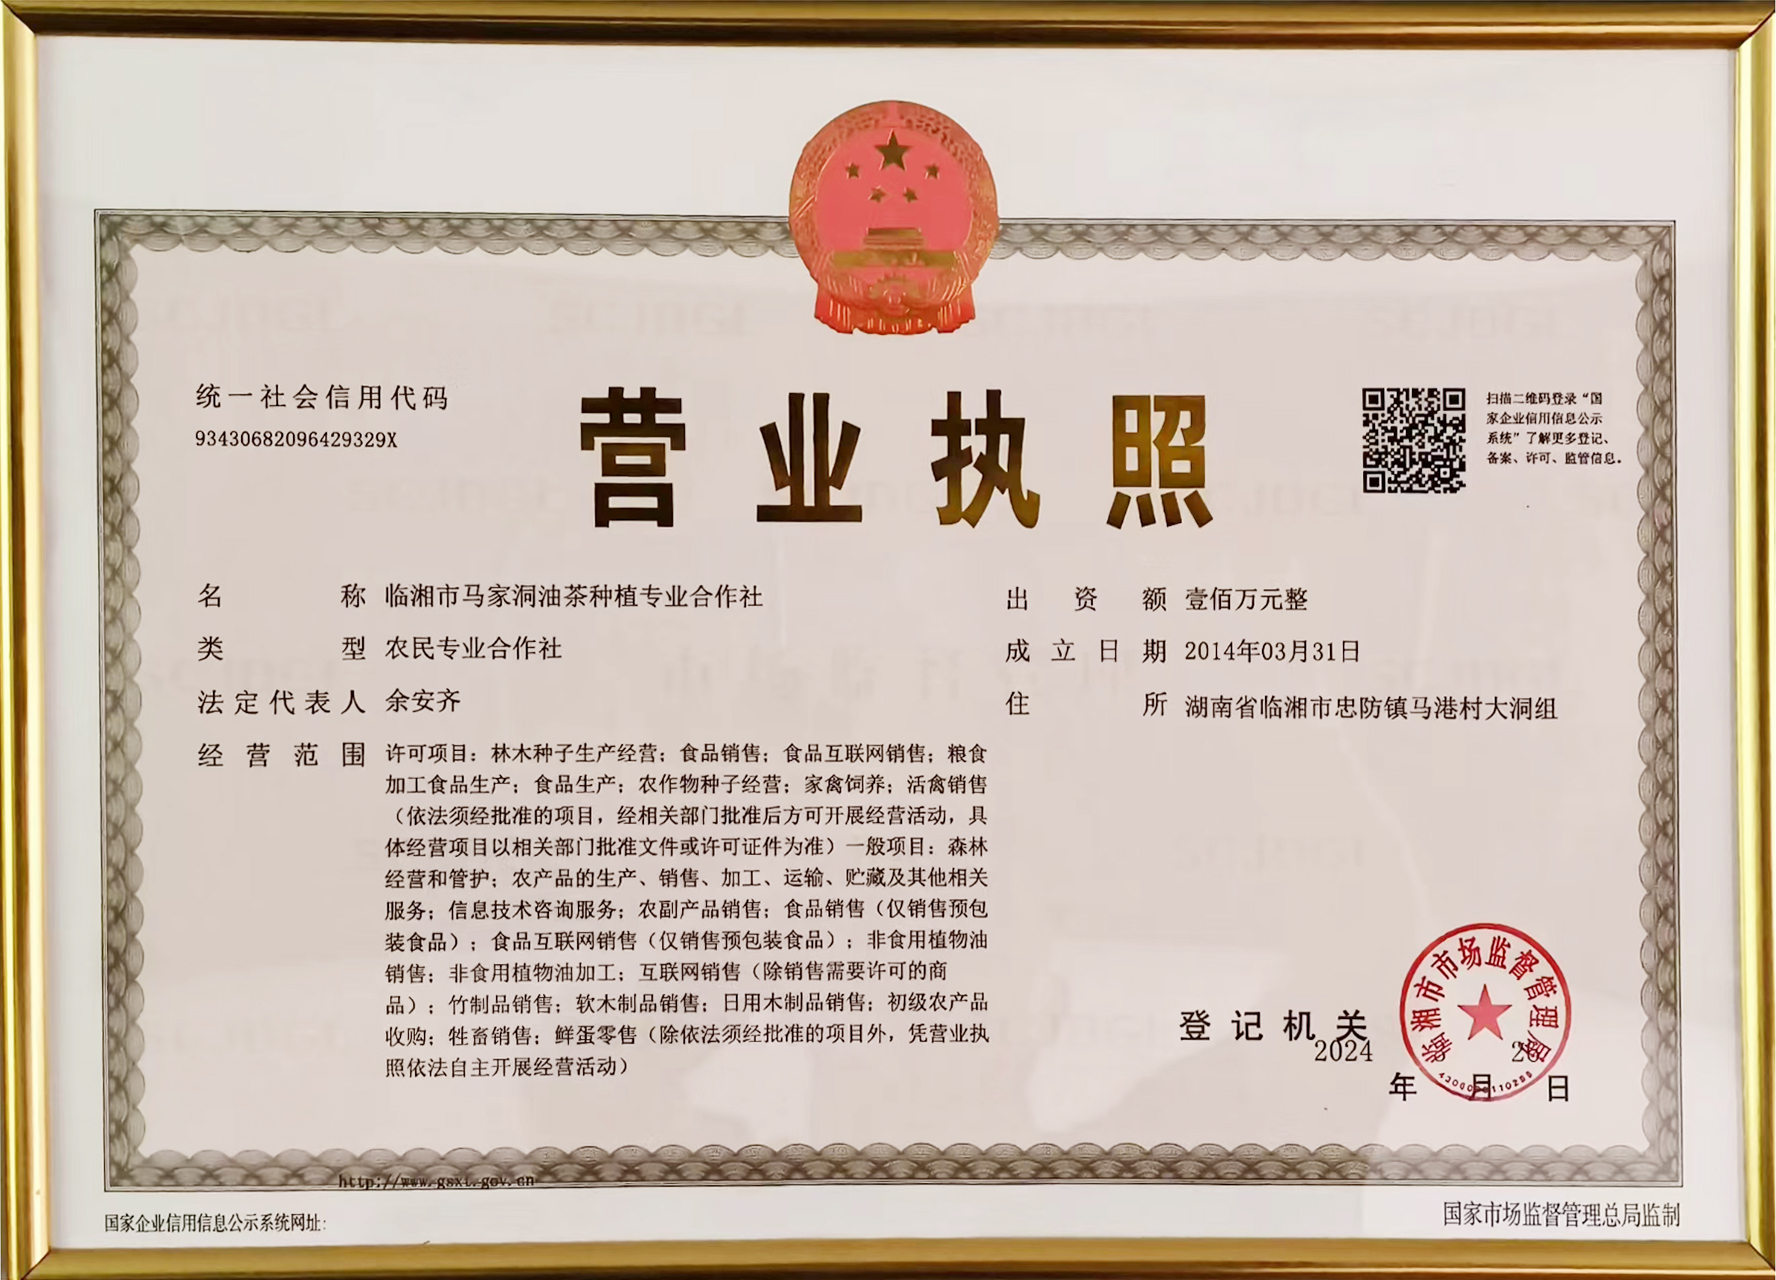 统一社会信用代码
93430682096429329X
营业执照
扫描二维码登录“国
家企业信用信息公示
系统”了解更多登记、
备案、许可、监管信息。
名称 临湘市马家洞油茶种植专业合作社
类型 农民专业合作社
法定代表人 余安齐
出资额 壹佰万元整
成立日期 2014年03月31日
住所 湖南省临湘市忠防镇马港村大洞组
经营范围 许可项目：林木种子生产经营；食品销售；食品互联网销售；粮食
加工食品生产；食品生产；农作物种子经营；家禽饲养；活禽销售
（依法须经批准的项目，经相关部门批准后方可开展经营活动，具
体经营项目以相关部门批准文件或许可证件为准）一般项目：森林
经营和管护；农产品的生产、销售、加工、运输、贮藏及其他相关
服务；信息技术咨询服务；农副产品销售；食品销售（仅销售预包
装食品）；食品互联网销售（仅销售预包装食品）；非食用植物油
销售；非食用植物油加工；互联网销售（除销售需要许可的商
品）；竹制品销售；软木制品销售；日用木制品销售；初级农产品
收购；牲畜销售；鲜蛋零售（除依法须经批准的项目外，凭营业执
照依法自主开展经营活动）
登记机关
临湘市市场监督管理局
2024
年 月 日
http://www.gsxt.gov.cn
国家企业信用信息公示系统网址：
国家市场监督管理总局监制